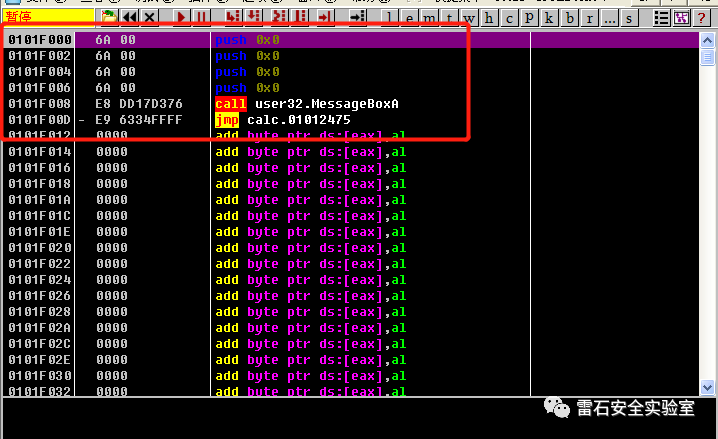 暂停 l e m t w h c p k b r ... s ?
0101F000 6A 00 push 0x0
0101F002 6A 00 push 0x0
0101F004 6A 00 push 0x0
0101F006 6A 00 push 0x0
0101F008 E8 DD17D376 call user32.MessageBoxA
0101F00D - E9 6334FFFF jmp calc.01012475
0101F012 0000 add byte ptr ds:[eax],al
0101F014 0000 add byte ptr ds:[eax],al
0101F016 0000 add byte ptr ds:[eax],al
0101F018 0000 add byte ptr ds:[eax],al
0101F01A 0000 add byte ptr ds:[eax],al
0101F01C 0000 add byte ptr ds:[eax],al
0101F01E 0000 add byte ptr ds:[eax],al
0101F020 0000 add byte ptr ds:[eax],al
0101F022 0000 add byte ptr ds:[eax],al
0101F024 0000 add byte ptr ds:[eax],al
0101F026 0000 add byte ptr ds:[eax],al
0101F028 0000 add byte ptr ds:[eax],al
0101F02A 0000 add byte ptr ds:[eax],al
0101F02C 0000 add byte ptr ds:[eax],al
0101F02E 0000 add byte ptr ds:[eax],al
0101F030 0000 add byte ptr ds:[eax],al
0101F032 0000 add byte ptr ds:[eax],al
雷石安全实验室